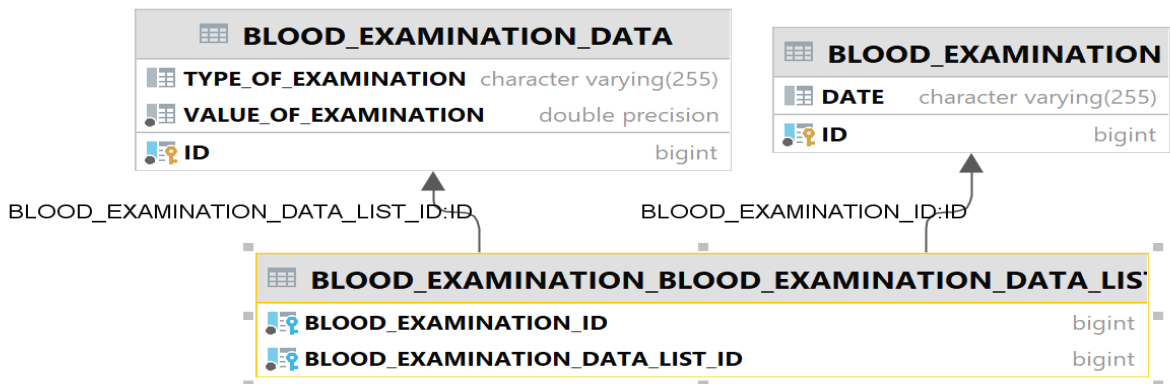 BLOOD_EXAMINATION_DATA
TYPE_OF_EXAMINATION character varying(255)
VALUE_OF_EXAMINATION double precision
ID bigint
BLOOD_EXAMINATION
DATE character varying(255)
ID bigint
BLOOD_EXAMINATION_DATA_LIST_ID:ID
BLOOD_EXAMINATION_ID:ID
BLOOD_EXAMINATION_BLOOD_EXAMINATION_DATA_LIS
BLOOD_EXAMINATION_ID bigint
BLOOD_EXAMINATION_DATA_LIST_ID bigint